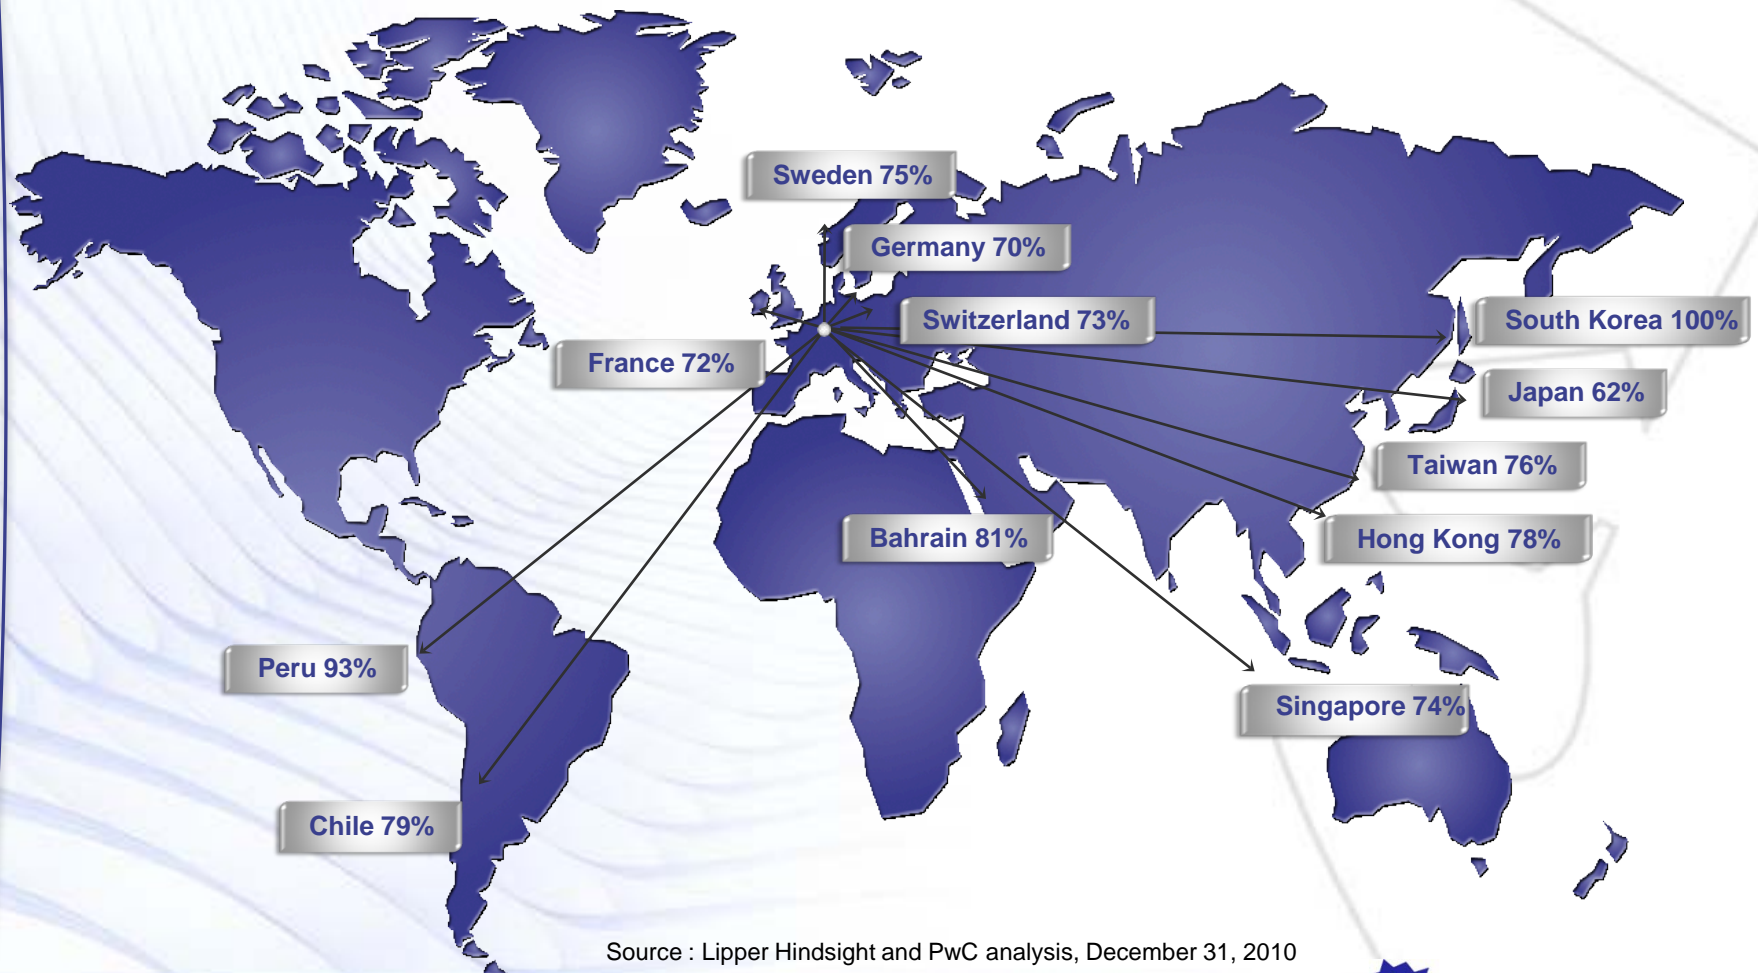 Sweden 75%
Germany 70%
Switzerland 73%
South Korea 100%
France 72%
Japan 62%
Taiwan 76%
Bahrain 81%
Hong Kong 78%
Peru 93%
Singapore 74%
Chile 79%
Source : Lipper Hindsight and PwC analysis, December 31, 2010